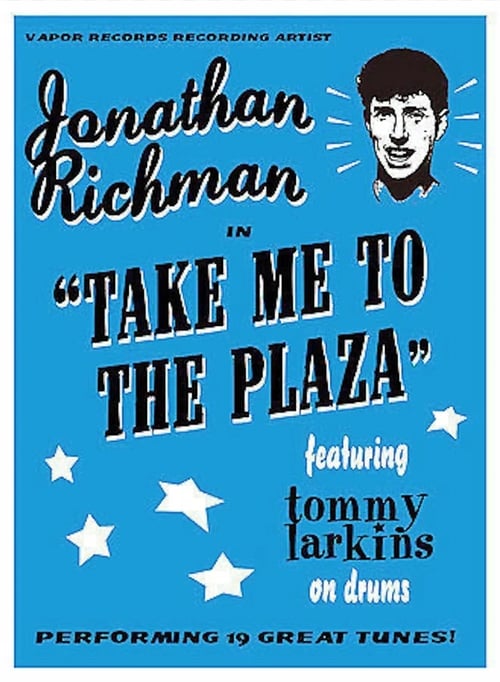 VAPOR RECORDS RECORDING ARTIST
Jonathan
Richman
IN
“TAKE ME TO
THE PLAZA”
featuring
tommy
larkins
on drums
PERFORMING 19 GREAT TUNES!